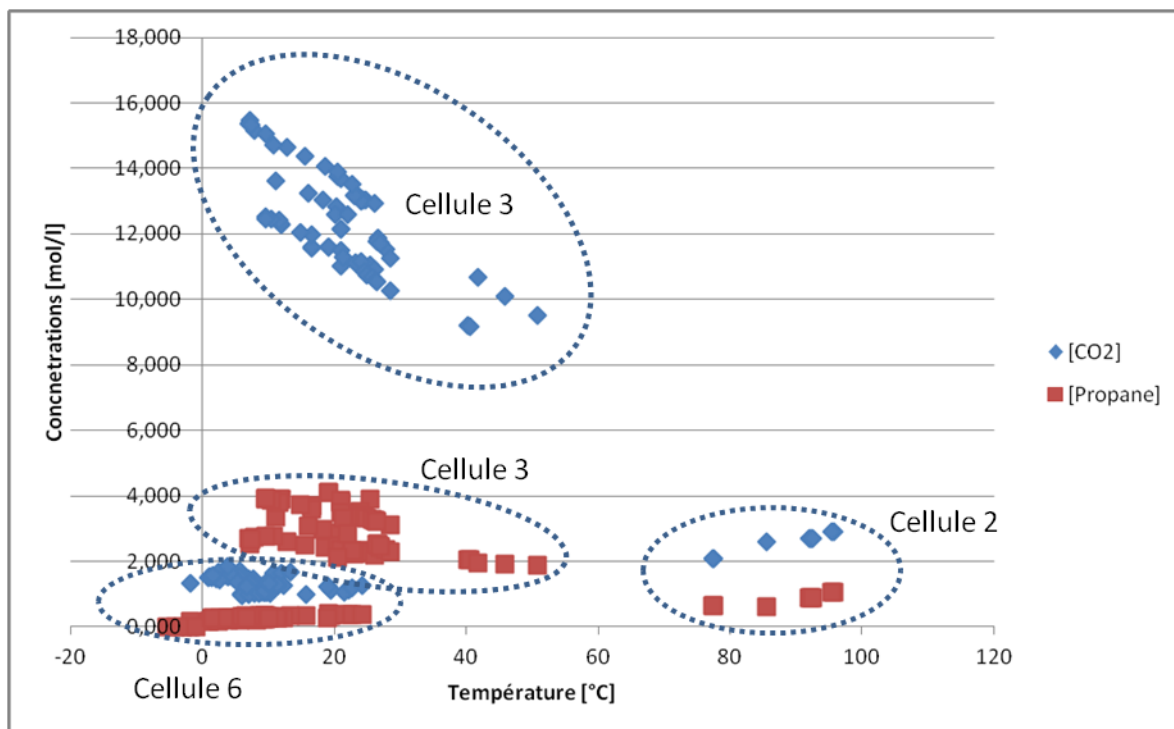 18,000
16,000
14,000
12,000
10,000
8,000
6,000
4,000
2,000
0,000
Concnetrations [mol/l]
-20
0
20
40
60
80
100
120
Température [°C]
Cellule 3
Cellule 3
Cellule 2
Cellule 6
[CO2]
[Propane]